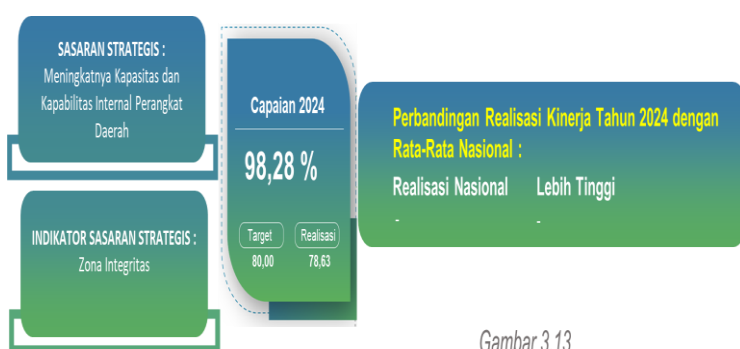 SASARAN STRATEGIS :
Meningkatnya Kapasitas dan
Kapabilitas Internal Perangkat
Daerah
INDIKATOR SASARAN STRATEGIS :
Zona Integritas
Capaian 2024
98,28 %
Target Realisasi
80,00 78,63
Perbandingan Realisasi Kinerja Tahun 2024 dengan
Rata-Rata Nasional :
Realisasi Nasional Lebih Tinggi
- -
Gambar 3.13